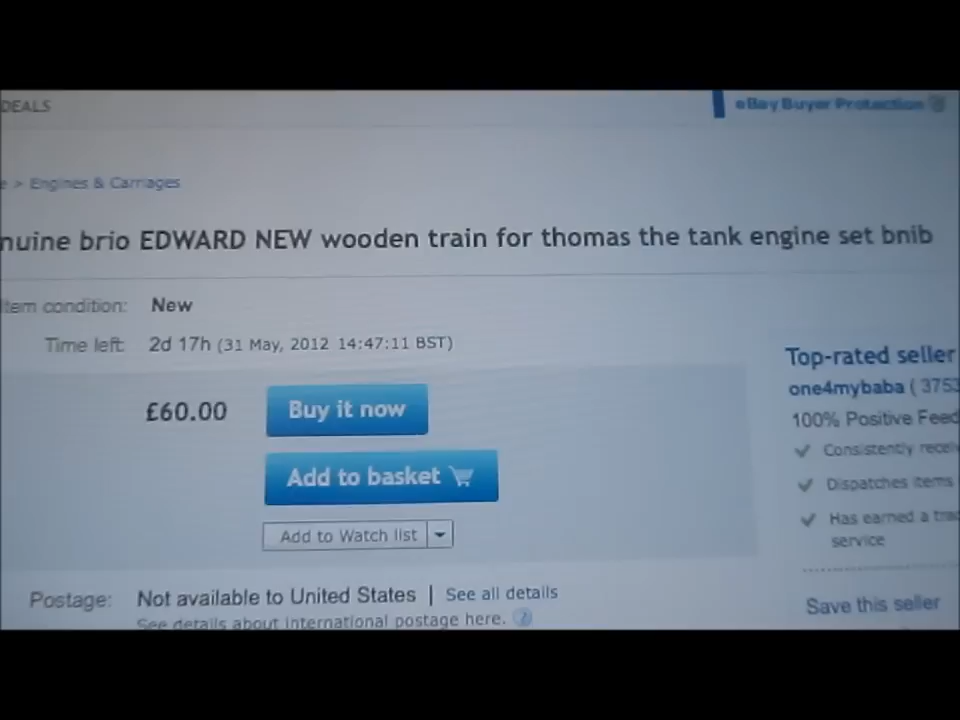 DEALS
eBay Buyer Protection
> Engines & Carriages
nuine brio EDWARD NEW wooden train for thomas the tank engine set bnib
Item condition: New
Time left: 2d 17h (31 May, 2012 14:47:11 BST)
£60.00
Buy it now
Add to basket
Add to Watch list
Postage: Not available to United States | See all details
See details about international postage here.
Top-rated seller
one4mybaba ( 3753
100% Positive Feed
Consistently recei
Dispatches items
Has earned a trac
service
Save this seller